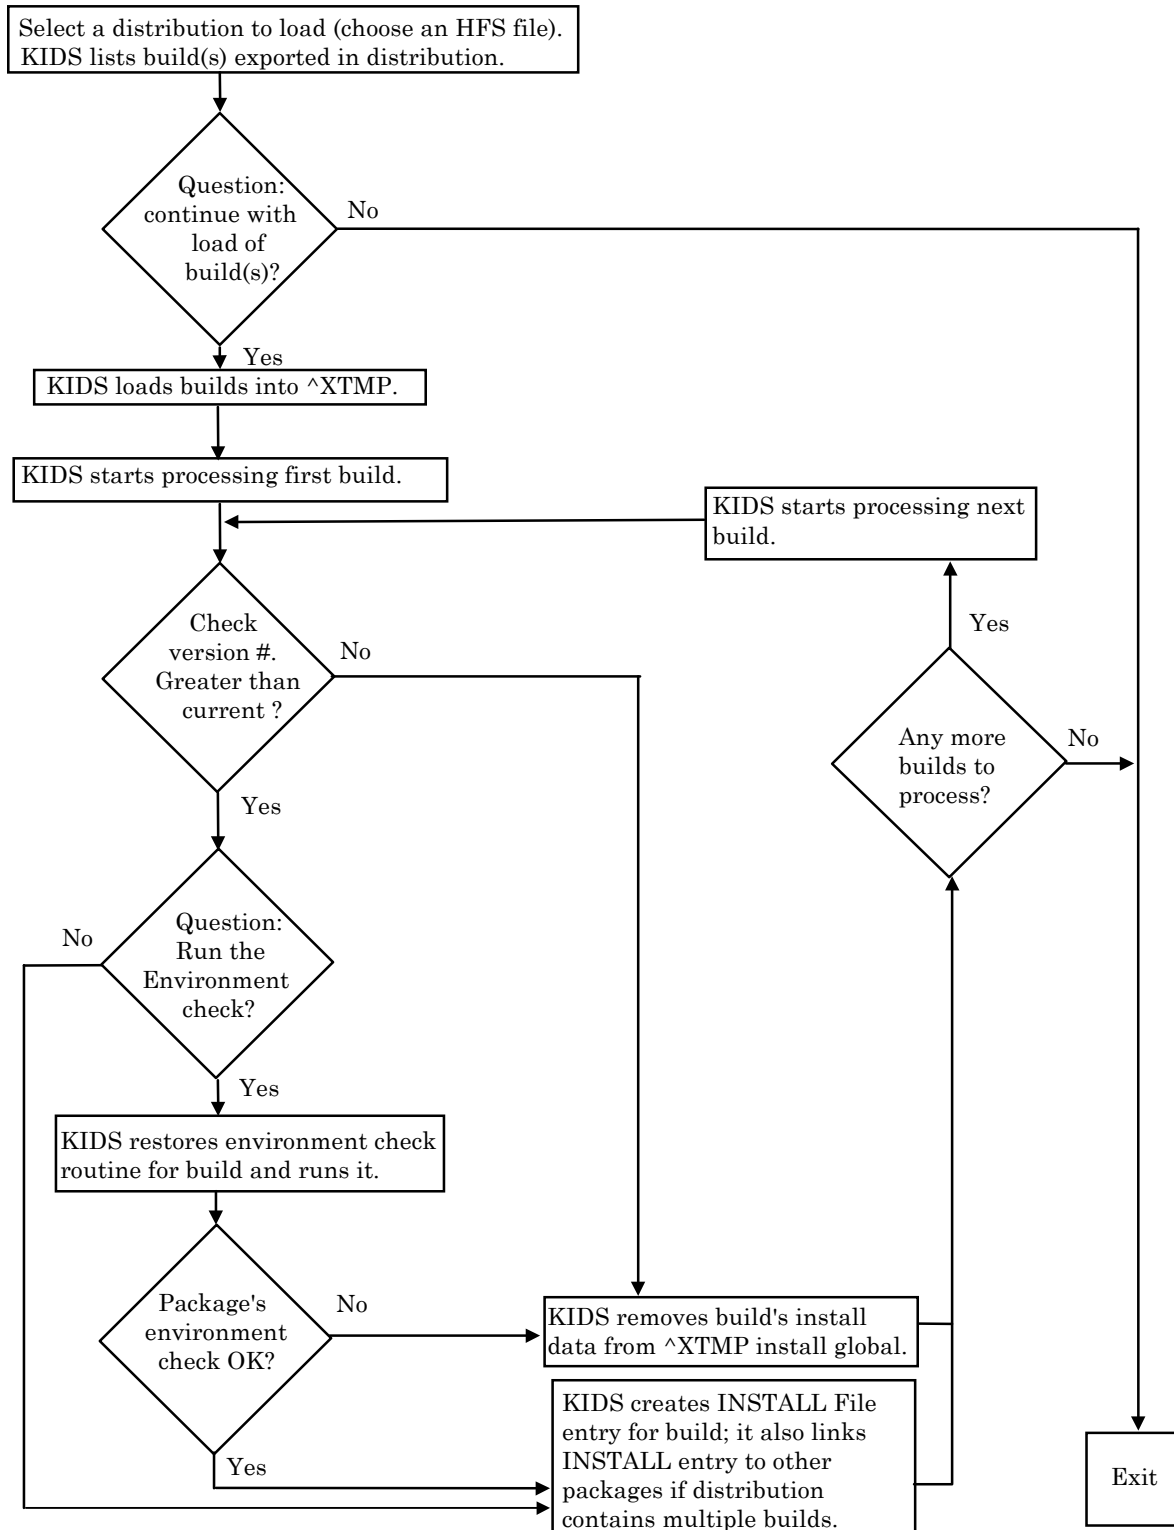 Select a distribution to load (choose an HFS file).
KIDS lists build(s) exported in distribution.
Question:
continue with
load of
build(s)?
No
Yes
KIDS loads builds into ^XTMP.
KIDS starts processing first build.
KIDS starts processing next
build.
Check
version #.
Greater than
current ?
No
Yes
Yes
Any more
builds to
process?
No
Question:
Run the
Environment
check?
No
Yes
KIDS restores environment check
routine for build and runs it.
Package's
environment
check OK?
No
Yes
KIDS removes build's install
data from ^XTMP install global.
KIDS creates INSTALL File
entry for build; it also links
INSTALL entry to other
packages if distribution
contains multiple builds.
Exit